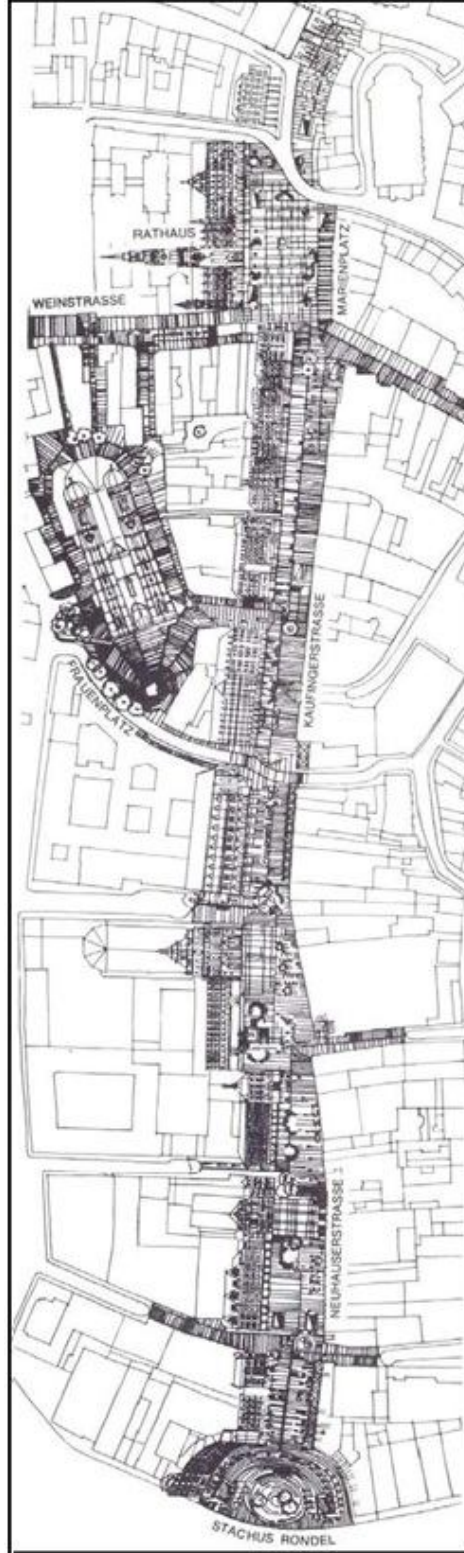 RATHAUS
MARIENPLATZ
WEINSTRASSE
KAUFINGERSTRASSE
FRAUENPLATZ
NEUHAUSERSTRASSE
STACHUS RONDEL